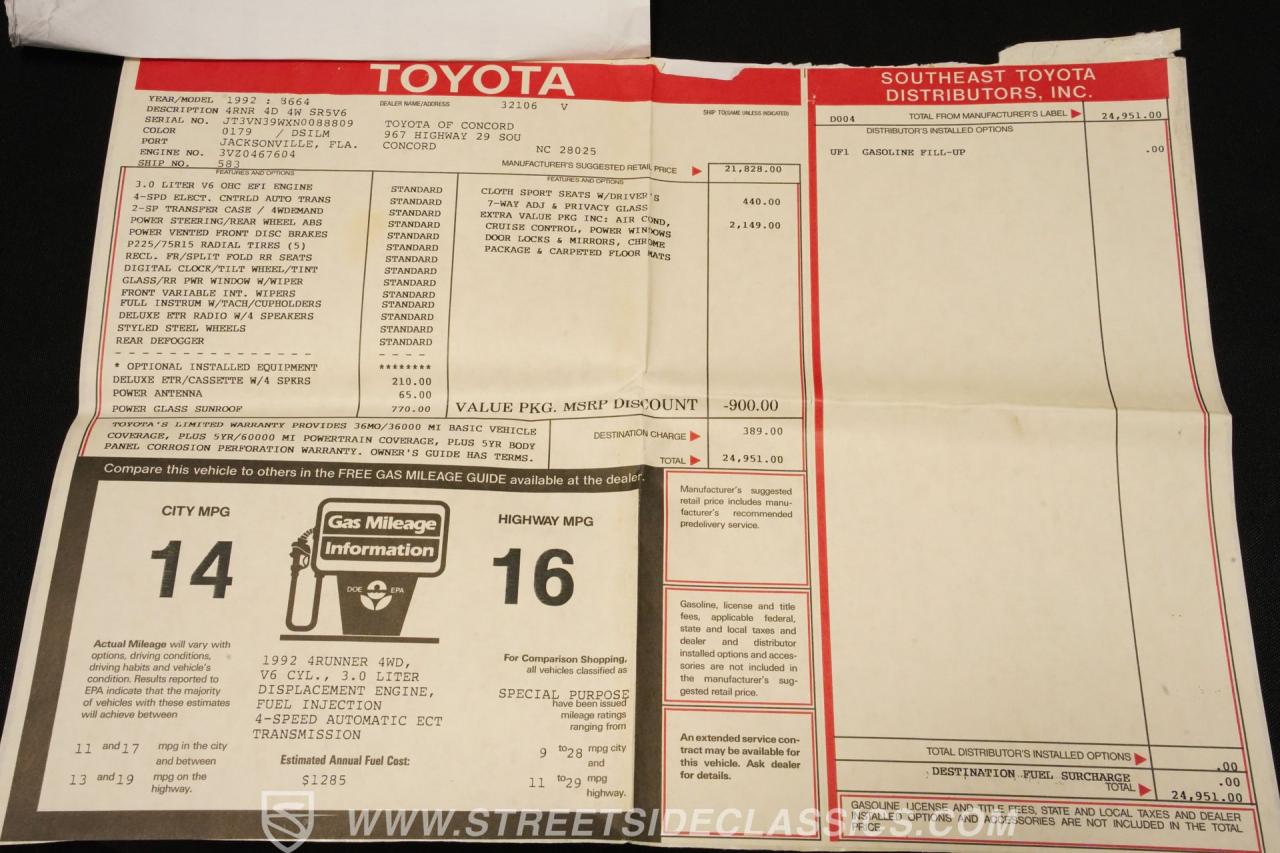 TOYOTA
YEAR/MODEL 1992 : 8664
DESCRIPTION 4RNR 4D 4W SR5V6
SERIAL NO. JT3VN39WXN0088809
COLOR 0179 / DSILM
PORT JACKSONVILLE, FLA.
ENGINE NO. 3VZ0467604
SHIP NO. 583
DEALER NAME/ADDRESS 32106 V
TOYOTA OF CONCORD
967 HIGHWAY 29 SOU
CONCORD NC 28025
SHIP TO(SAME UNLESS INDICATED)
MANUFACTURER'S SUGGESTED RETAIL PRICE 21,828.00
FEATURES AND OPTIONS
3.0 LITER V6 OHC EFI ENGINE STANDARD
4-SPD ELECT. CNTRLD AUTO TRANS STANDARD
2-SP TRANSFER CASE / 4WDEMAND STANDARD
POWER STEERING/REAR WHEEL ABS STANDARD
POWER VENTED FRONT DISC BRAKES STANDARD
P225/75R15 RADIAL TIRES (5) STANDARD
RECL. FR/SPLIT FOLD RR SEATS STANDARD
DIGITAL CLOCK/TILT WHEEL/TINT STANDARD
GLASS/RR PWR WINDOW W/WIPER STANDARD
FRONT VARIABLE INT. WIPERS STANDARD
FULL INSTRUM W/TACH/CUPHOLDERS STANDARD
DELUXE ETR RADIO W/4 SPEAKERS STANDARD
STYLED STEEL WHEELS STANDARD
REAR DEFOGGER STANDARD
- - - - - - - - - - - - - - - - - - -
* OPTIONAL INSTALLED EQUIPMENT ********
DELUXE ETR/CASSETTE W/4 SPKRS 210.00
POWER ANTENNA 65.00
POWER GLASS SUNROOF 770.00
FEATURES AND OPTIONS
CLOTH SPORT SEATS W/DRIVER'S
7-WAY ADJ & PRIVACY GLASS 440.00
EXTRA VALUE PKG INC: AIR COND,
CRUISE CONTROL, POWER WINDOWS 2,149.00
DOOR LOCKS & MIRRORS, CHROME
PACKAGE & CARPETED FLOOR MATS
VALUE PKG. MSRP DISCOUNT -900.00
TOYOTA'S LIMITED WARRANTY PROVIDES 36MO/36000 MI BASIC VEHICLE
COVERAGE, PLUS 5YR/60000 MI POWERTRAIN COVERAGE, PLUS 5YR BODY
PANEL CORROSION PERFORATION WARRANTY. OWNER'S GUIDE HAS TERMS.
DESTINATION CHARGE 389.00
TOTAL 24,951.00
Compare this vehicle to others in the FREE GAS MILEAGE GUIDE available at the dealer.
CITY MPG
14
Gas Mileage
Information
DOE EPA
HIGHWAY MPG
16
Actual Mileage will vary with
options, driving conditions,
driving habits and vehicle's
condition. Results reported to
EPA indicate that the majority
of vehicles with these estimates
will achieve between
11 and 17 mpg in the city
and between
13 and 19 mpg on the
highway.
1992 4RUNNER 4WD,
V6 CYL., 3.0 LITER
DISPLACEMENT ENGINE,
FUEL INJECTION
4-SPEED AUTOMATIC ECT
TRANSMISSION
Estimated Annual Fuel Cost:
$1285
For Comparison Shopping,
all vehicles classified as
SPECIAL PURPOSE
have been issued
mileage ratings
ranging from
9 to 28 mpg city
and
11 to 29 mpg
highway.
Manufacturer's suggested
retail price includes manu-
facturer's recommended
predelivery service.
Gasoline, license and title
fees, applicable federal,
state and local taxes and
dealer and distributor
installed options and acces-
sories are not included in
the manufacturer's sug-
gested retail price.
An extended service con-
tract may be available for
this vehicle. Ask dealer
for details.
SOUTHEAST TOYOTA
DISTRIBUTORS, INC.
D004 TOTAL FROM MANUFACTURER'S LABEL 24,951.00
DISTRIBUTOR'S INSTALLED OPTIONS
UF1 GASOLINE FILL-UP .00
TOTAL DISTRIBUTOR'S INSTALLED OPTIONS .00
DESTINATION FUEL SURCHARGE .00
TOTAL 24,951.00
GASOLINE, LICENSE AND TITLE FEES, STATE AND LOCAL TAXES AND DEALER
INSTALLED OPTIONS AND ACCESSORIES ARE NOT INCLUDED IN THE TOTAL
PRICE.
WWW.STREETSIDECLASSICS.COM